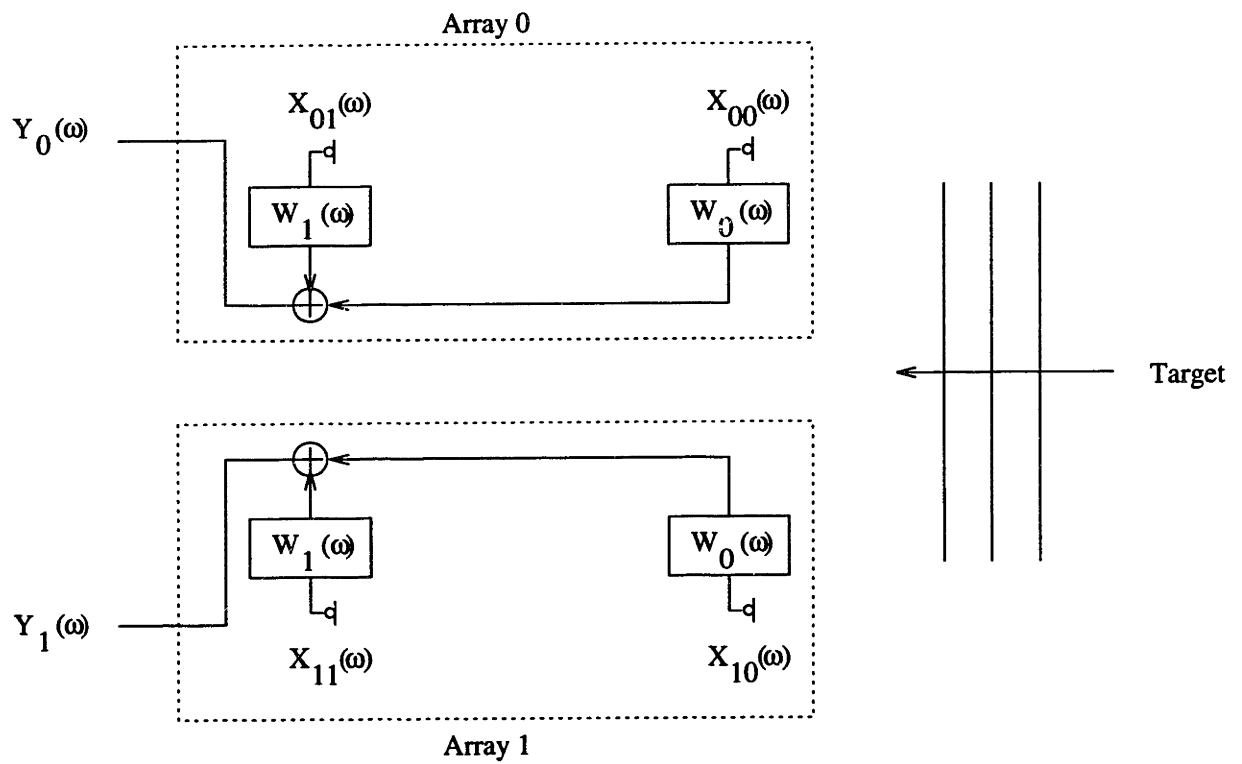 Array 0
X₀₁(ω)
X₀₀(ω)
Y₀(ω)
W₁(ω)
W₀(ω)
Target
W₁(ω)
W₀(ω)
Y₁(ω)
X₁₁(ω)
X₁₀(ω)
Array 1